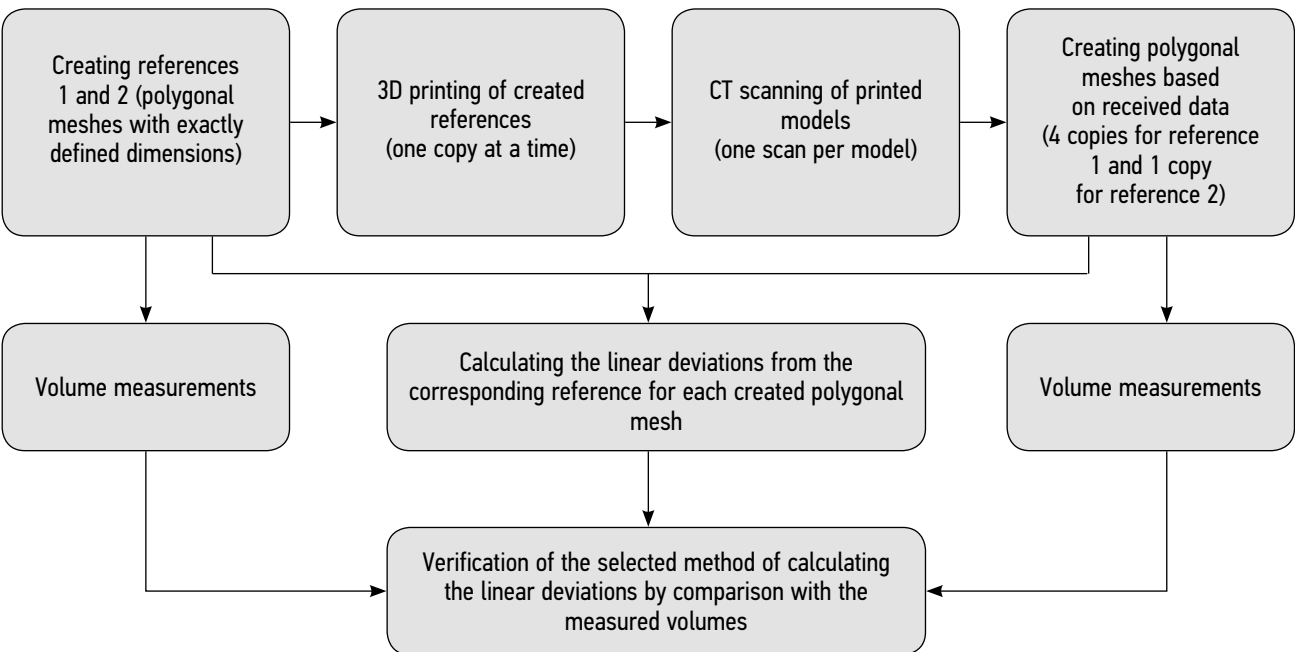 Creating references
1 and 2 (polygonal
meshes with exactly
defined dimensions)
3D printing of created
references
(one copy at a time)
CT scanning of printed
models
(one scan per model)
Creating polygonal
meshes based
on received data
(4 copies for reference
1 and 1 copy
for reference 2)
Volume measurements
Calculating the linear deviations from the
corresponding reference for each created polygonal
mesh
Volume measurements
Verification of the selected method of calculating
the linear deviations by comparison with the
measured volumes